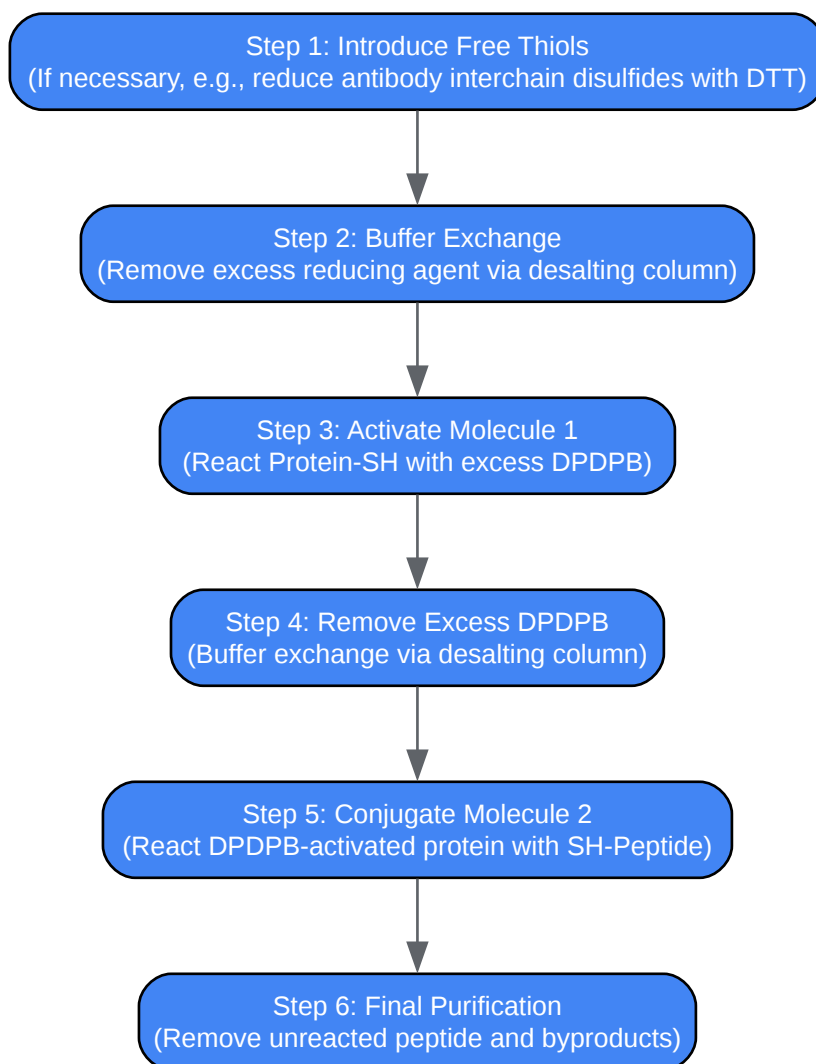 Step 1: Introduce Free Thiols
(If necessary, e.g., reduce antibody interchain disulfides with DTT)
Step 2: Buffer Exchange
(Remove excess reducing agent via desalting column)
Step 3: Activate Molecule 1
(React Protein-SH with excess DPDPB)
Step 4: Remove Excess DPDPB
(Buffer exchange via desalting column)
Step 5: Conjugate Molecule 2
(React DPDPB-activated protein with SH-Peptide)
Step 6: Final Purification
(Remove unreacted peptide and byproducts)